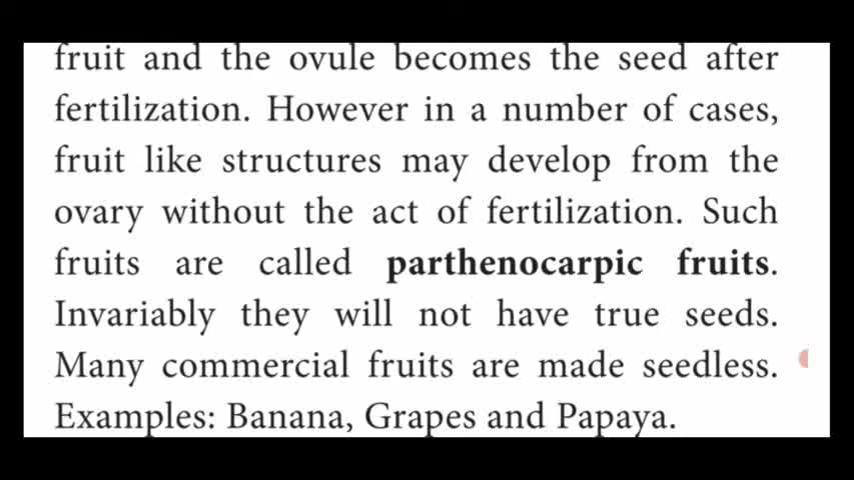 fruit and the ovule becomes the seed after
fertilization. However in a number of cases,
fruit like structures may develop from the
ovary without the act of fertilization. Such
fruits are called parthenocarpic fruits.
Invariably they will not have true seeds.
Many commercial fruits are made seedless.
Examples: Banana, Grapes and Papaya.